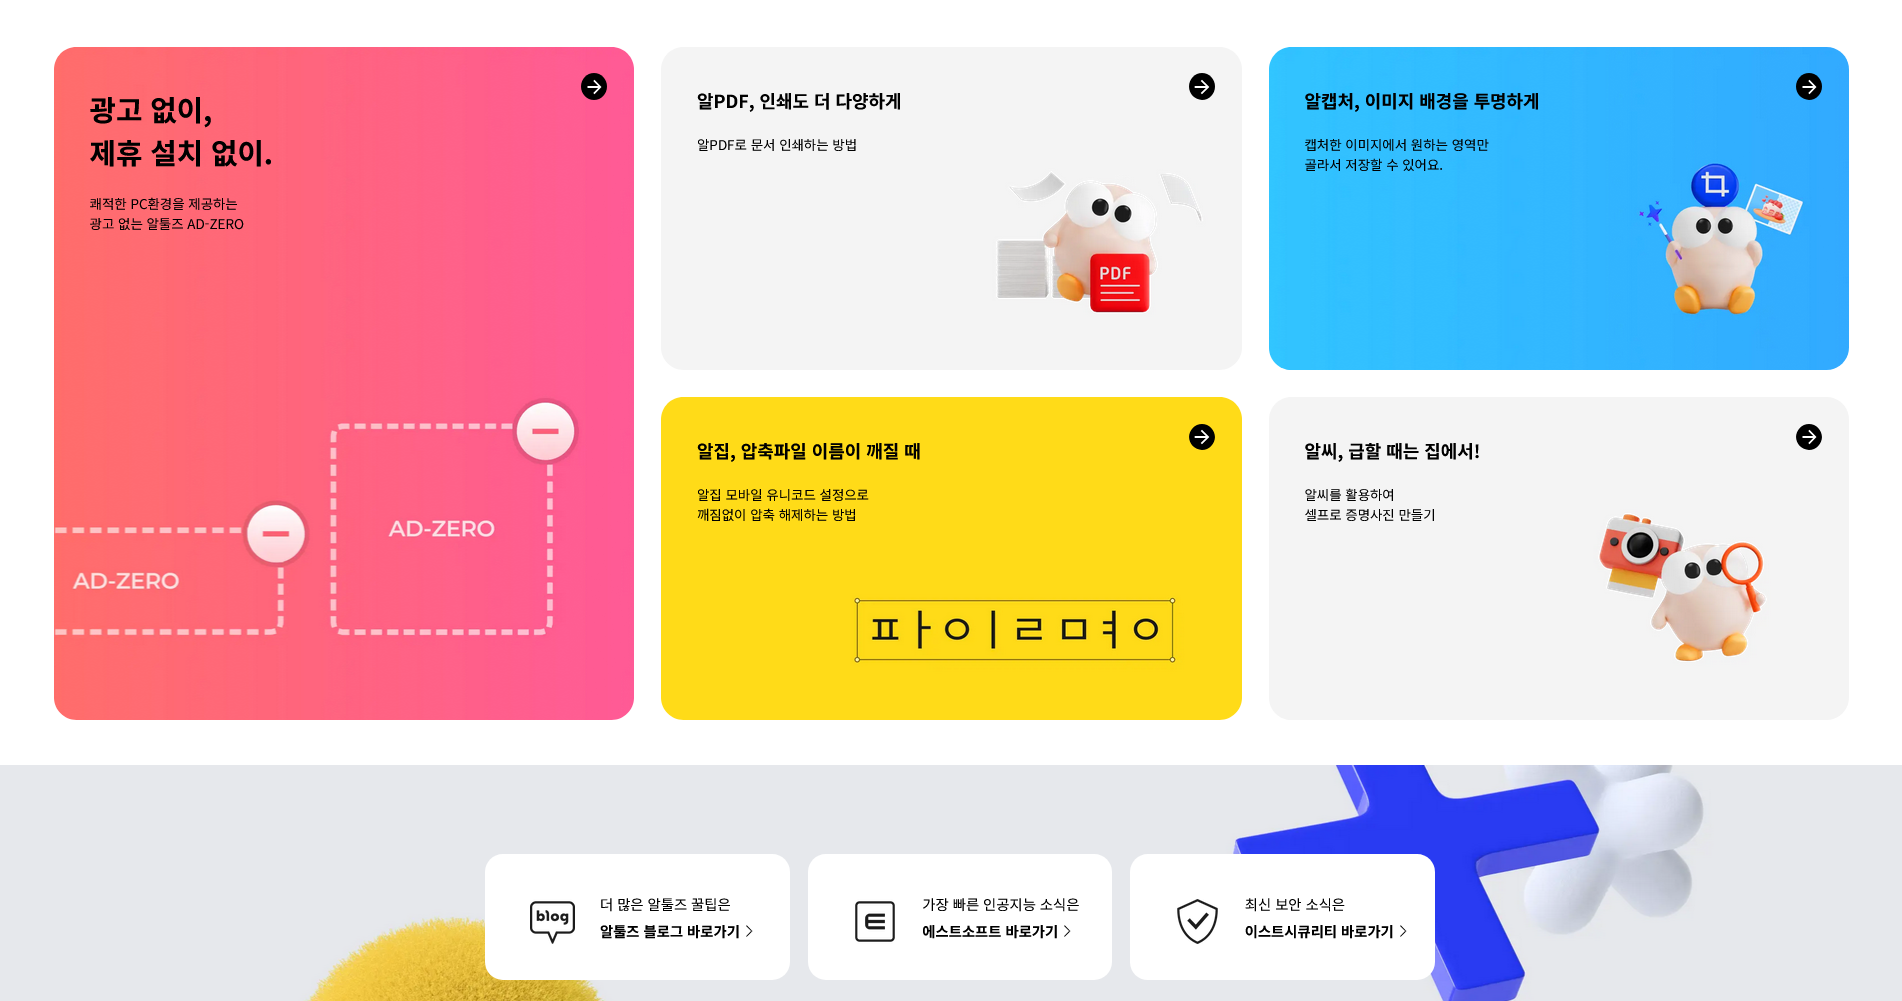 광고 없이,
제휴 설치 없이.
쾌적한 PC환경을 제공하는
광고 없는 알툴즈 AD-ZERO
AD-ZERO
AD-ZERO
알PDF, 인쇄도 더 다양하게
알PDF로 문서 인쇄하는 방법
PDF
알캡처, 이미지 배경을 투명하게
캡처한 이미지에서 원하는 영역만
골라서 저장할 수 있어요.
알집, 압축파일 이름이 깨질 때
알집 모바일 유니코드 설정으로
깨짐없이 압축 해제하는 방법
ㅍㅏㅇㅣㄹㅁㅕㅇ
알씨, 급할 때는 집에서!
알씨를 활용하여
셀프로 증명사진 만들기
blog
더 많은 알툴즈 꿀팁은
알툴즈 블로그 바로가기
가장 빠른 인공지능 소식은
에스트소프트 바로가기
최신 보안 소식은
이스트시큐리티 바로가기